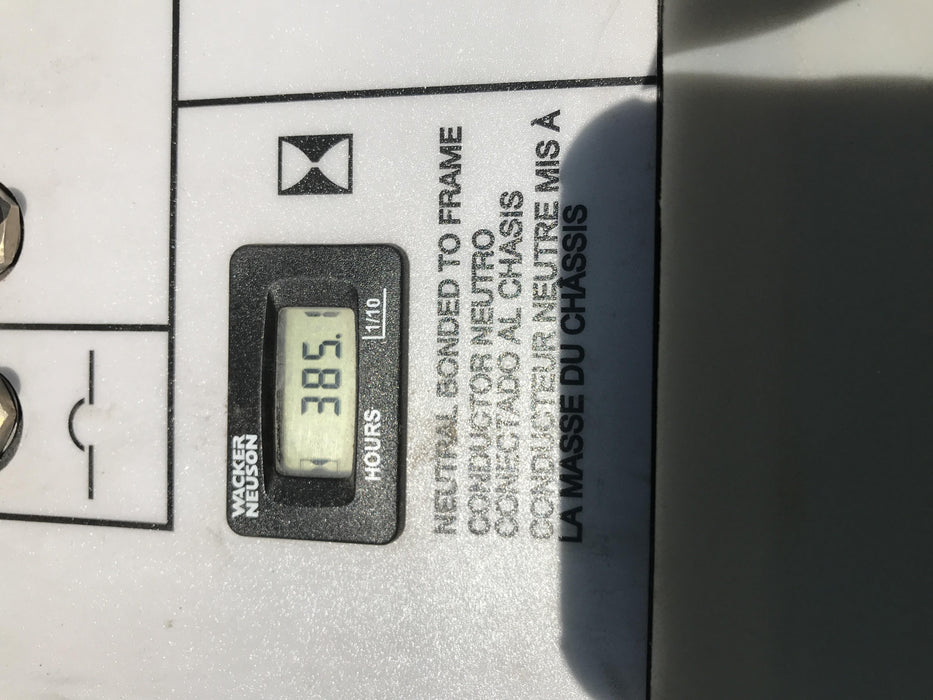 WACKER
NEUSON
385.
HOURS 1/10
NEUTRAL BONDED TO FRAME
CONDUCTOR NEUTRO
CONECTADO AL CHASIS
CONDUCTEUR NEUTRE MIS À
LA MASSE DU CHÂSSIS